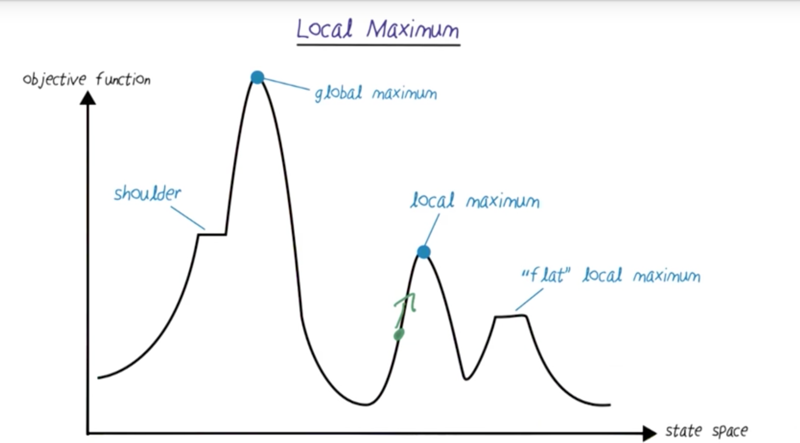 Local Maximum
objective function
global maximum
shoulder
local maximum
"flat" local maximum
state space